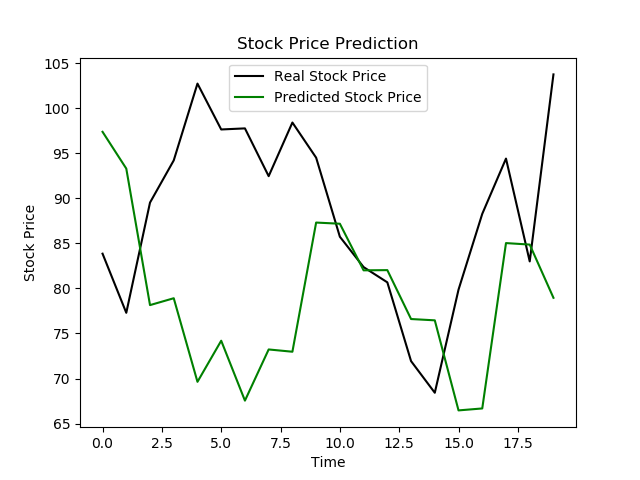 Stock Price Prediction
Real Stock Price
Predicted Stock Price
Stock Price
105
100
95
90
85
80
75
70
65
0.0 2.5 5.0 7.5 10.0 12.5 15.0 17.5
Time